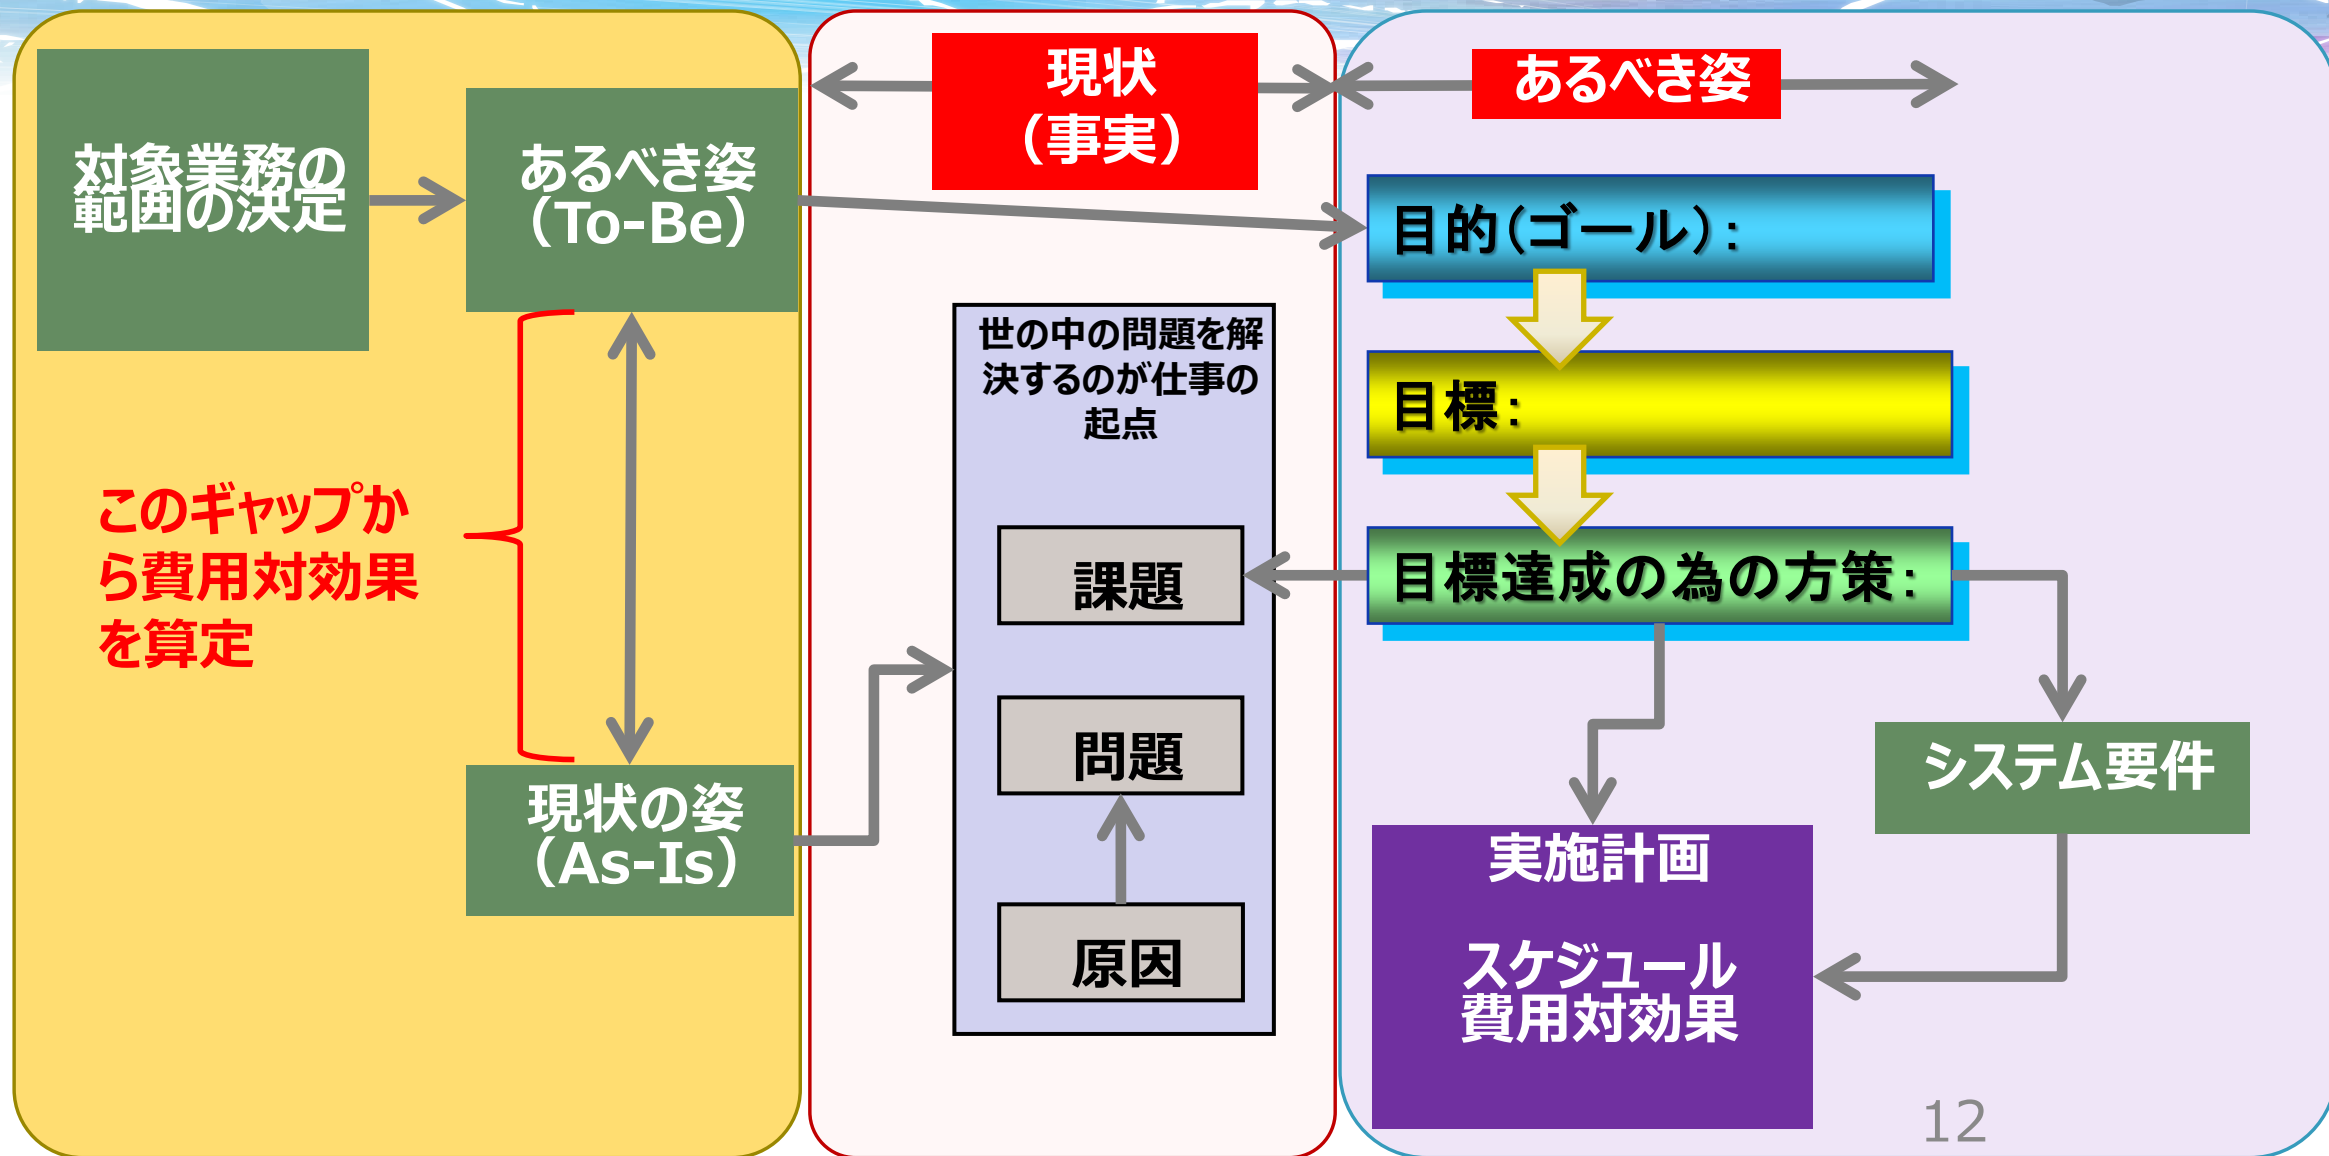 対象業務の
範囲の決定
あるべき姿
（To-Be）
このギャップか
ら費用対効果
を算定
現状の姿
（As-Is）
現状
（事実）
世の中の問題を解
決するのが仕事の
起点
課題
問題
原因
あるべき姿
目的（ゴール）：
目標：
目標達成の為の方策：
システム要件
実施計画
スケジュール
費用対効果
12